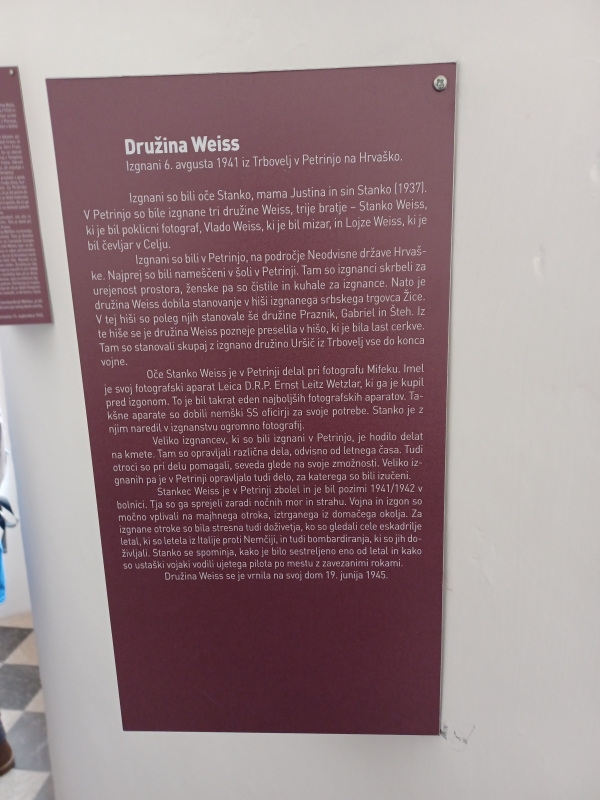 Družina Weiss
Izgnani 6. avgusta 1941 iz Trbovelj v Petrinjo na Hrvaško.
Izgnani so bili oče Stanko, mama Justina in sin Stanko (1937).
V Petrinjo so bile izgnane tri družine Weiss, trije bratje – Stanko Weiss,
ki je bil poklicni fotograf, Vlado Weiss, ki je bil mizar, in Lojze Weiss, ki je
bil čevljar v Celju.
Izgnani so bili v Petrinjo, na področje Neodvisne države Hrvaš-
ke. Najprej so bili nameščeni v šoli v Petrinji. Tam so izgnanci skrbeli za
urejenost prostora, ženske pa so čistile in kuhale za izgnance. Nato je
družina Weiss dobila stanovanje v hiši izgnanega srbskega trgovca Žice.
V tej hiši so poleg njih stanovale še družine Praznik, Gabriel in Šteh. Iz
te hiše se je družina Weiss pozneje preselila v hišo, ki je bila last cerkve.
Tam so stanovali skupaj z izgnano družino Uršič iz Trbovelj vse do konca
vojne.
Oče Stanko Weiss je v Petrinji delal pri fotografu Mifeku. Imel
je svoj fotografski aparat Leica D.R.P. Ernst Leitz Wetzlar, ki ga je kupil
pred izgonom. To je bil takrat eden najboljših fotografskih aparatov. Ta-
kšne aparate so dobili nemški SS oficirji za svoje potrebe. Stanko je z
njim naredil v izgnanstvu ogromno fotografij.
Veliko izgnancev, ki so bili izgnani v Petrinjo, je hodilo delat
na kmete. Tam so opravljali različna dela, odvisno od letnega časa. Tudi
otroci so pri delu pomagali, seveda glede na svoje zmožnosti. Veliko iz-
gnanih pa je v Petrinji opravljalo tudi delo, za katerega so bili izučeni.
Stankec Weiss je v Petrinji zbolel in je bil pozimi 1941/1942 v
bolnici. Tja so ga sprejeli zaradi nočnih mor in strahu. Vojna in izgon so
močno vplivali na majhnega otroka, iztrganega iz domačega okolja. Za
izgnane otroke so bila stresna tudi doživetja, ko so gledali cele eskadrilje
letal, ki so letela iz Italije proti Nemčiji, in tudi bombardiranja, ki so jih do-
življali. Stanko se spominja, kako je bilo sestreljeno eno od letal in kako
so ustaški vojaki vodili ujetega pilota po mestu z zavezanimi rokami.
Družina Weiss se je vrnila na svoj dom 19. junija 1945.